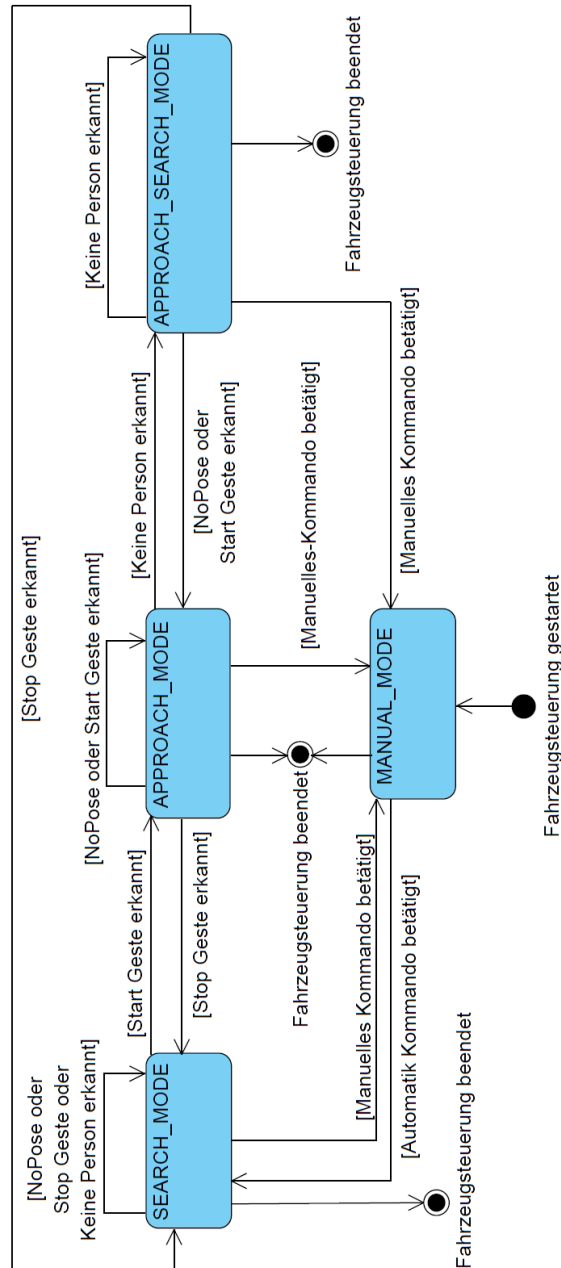 [Stop Geste erkannt]
[NoPose oder
Stop Geste oder
Keine Person erkannt]
SEARCH_MODE
[Start Geste erkannt]
[Stop Geste erkannt]
[NoPose oder Start Geste erkannt]
APPROACH_MODE
[Keine Person erkannt]
[NoPose oder
Start Geste erkannt]
[Keine Person erkannt]
APPROACH_SEARCH_MODE
Fahrzeugsteuerung beendet
Fahrzeugsteuerung beendet
[Manuelles-Kommando betätigt]
[Manuelles Kommando betätigt]
[Manuelles Kommando betätigt]
[Automatik Kommando betätigt]
MANUAL_MODE
Fahrzeugsteuerung beendet
Fahrzeugsteuerung gestartet